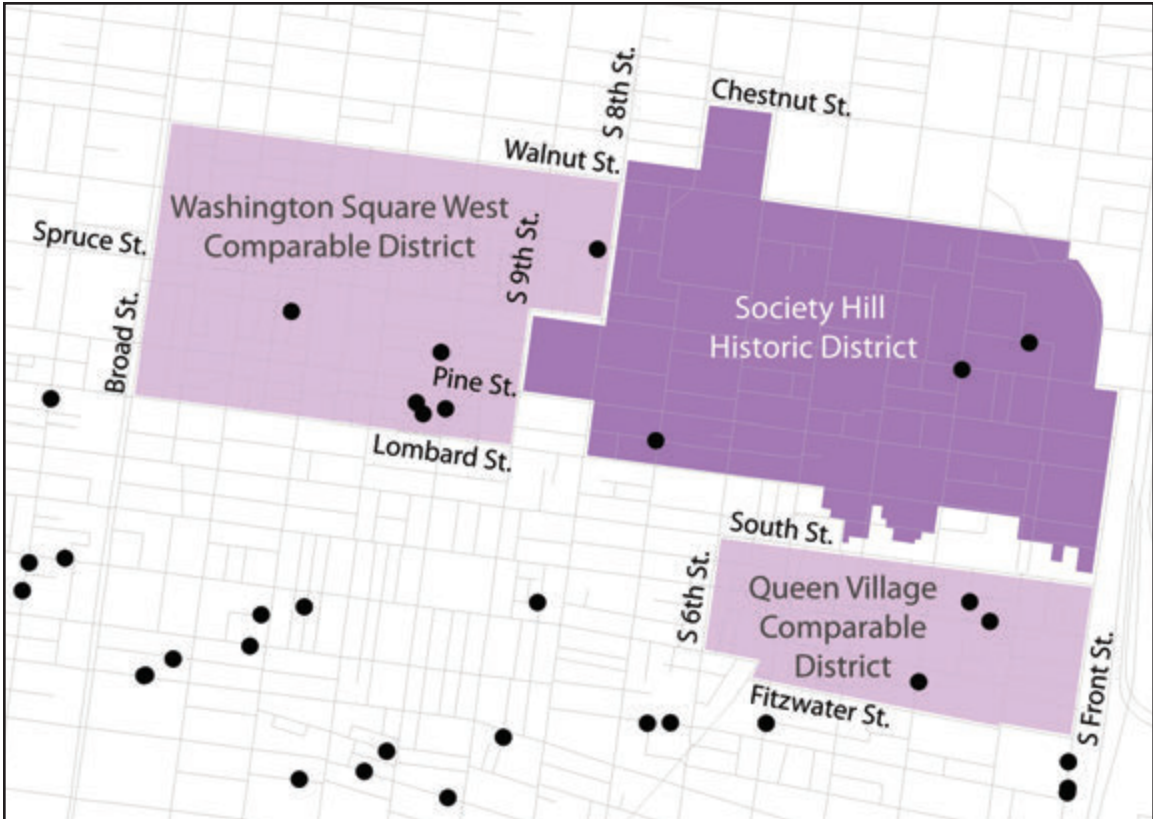 S 8th St.
Chestnut St.
Walnut St.
Washington Square West
Comparable District
Spruce St.
S 9th St.
Broad St.
Society Hill
Historic District
Pine St.
Lombard St.
South St.
S 6th St.
Queen Village
Comparable
District
Fitzwater St.
S Front St.